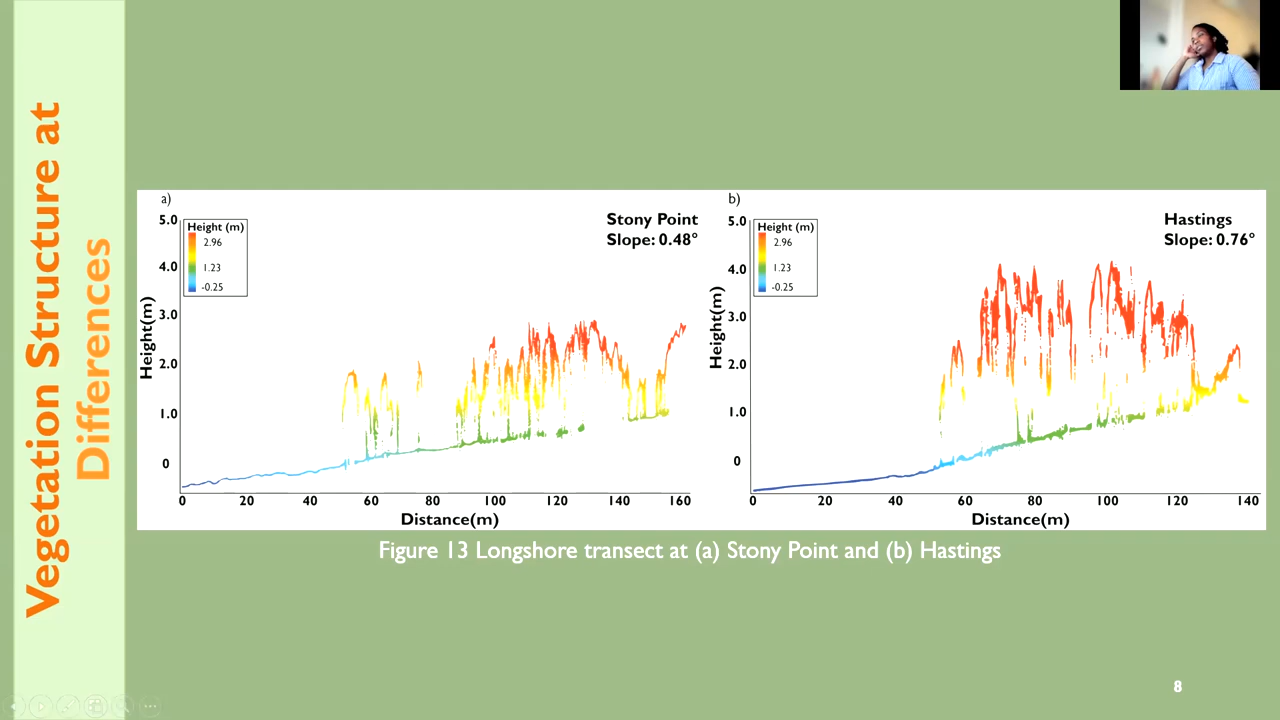 Vegetation Structure at
Differences
a)
5.0
4.0
3.0
2.0
1.0
0
Height(m)
Height (m)
2.96
1.23
-0.25
Stony Point
Slope: 0.48°
0 20 40 60 80 100 120 140 160
Distance(m)
b)
5.0
4.0
3.0
2.0
1.0
0
Height(m)
Height (m)
2.96
1.23
-0.25
Hastings
Slope: 0.76°
0 20 40 60 80 100 120 140
Distance(m)
Figure 13 Longshore transect at (a) Stony Point and (b) Hastings
8